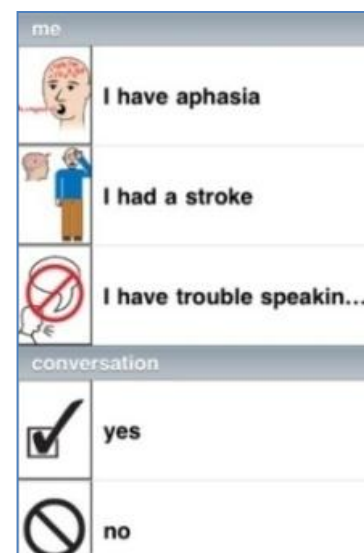 me
I have aphasia
I had a stroke
I have trouble speakin...
conversation
yes
no